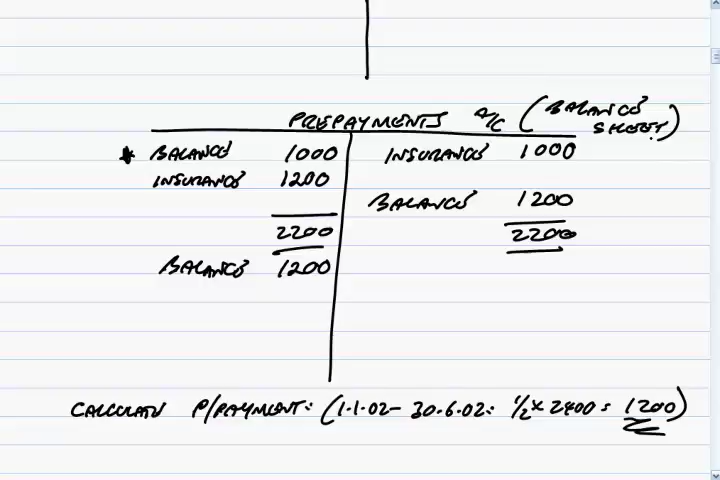 PREPAYMENTS A/C (BALANCE SHEET)
* BALANCE 1000 INSURANCE 1000
INSURANCE 1200
BALANCE 1200
2200 2200
BALANCE 1200
CALCULATE P/PAYMENT: (1.1.02 - 30.6.02: 1/2 x 2400 = 1200)